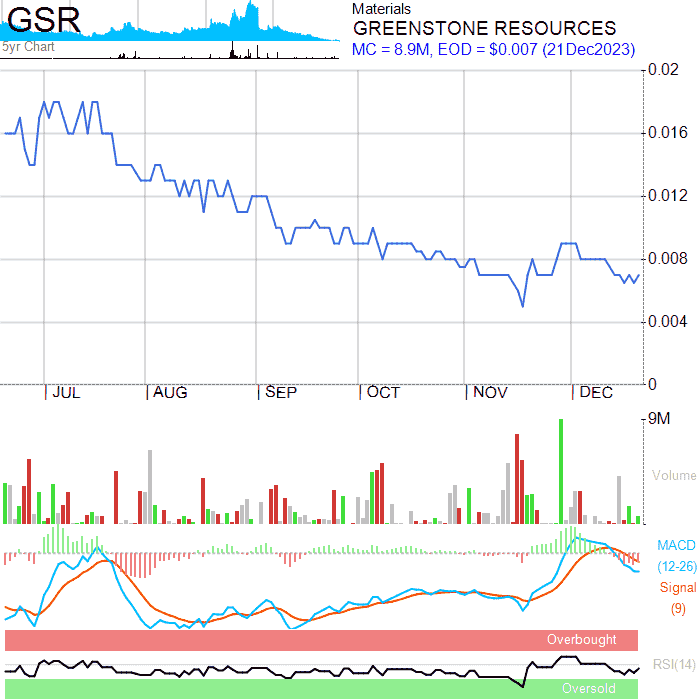 GSR
5yr Chart
Materials
GREENSTONE RESOURCES
MC = 8.9M, EOD = $0.007 (21Dec2023)
0.02
0.016
0.012
0.008
0.004
0
JUL AUG SEP OCT NOV DEC
9M
Volume
MACD
(12-26)
Signal
(9)
Overbought
RSI(14)
Oversold